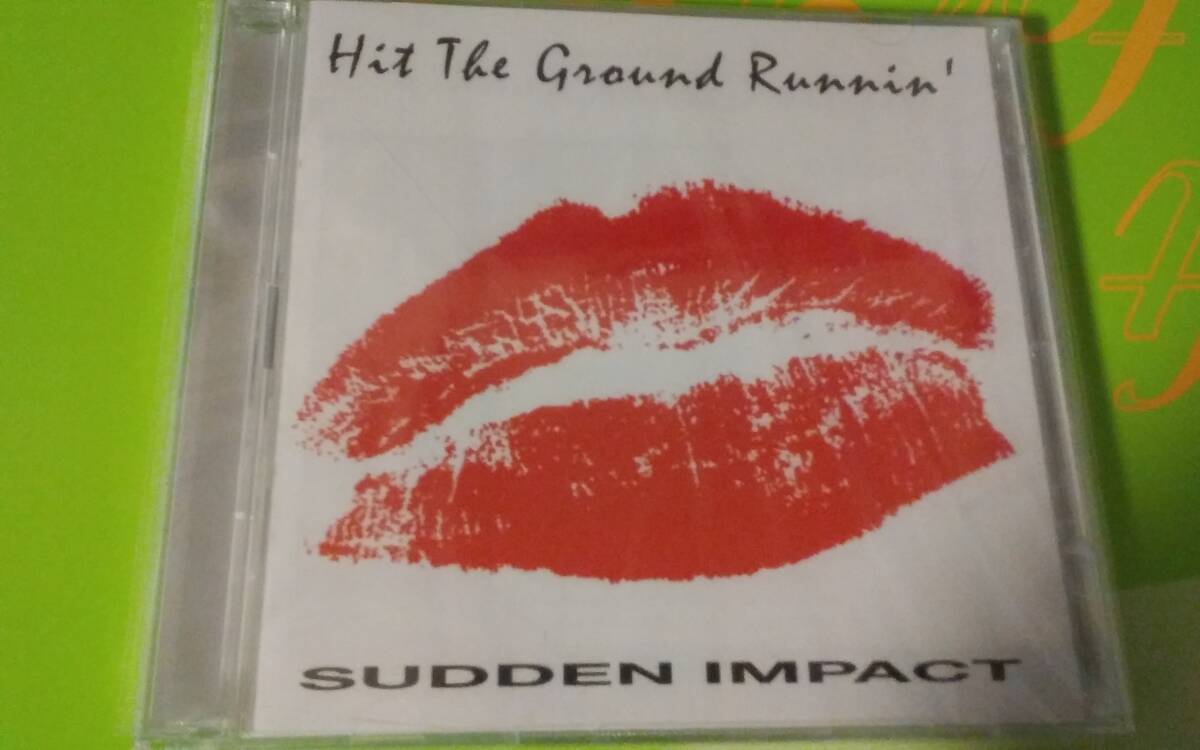 Hit The Ground Runnin'
SUDDEN IMPACT